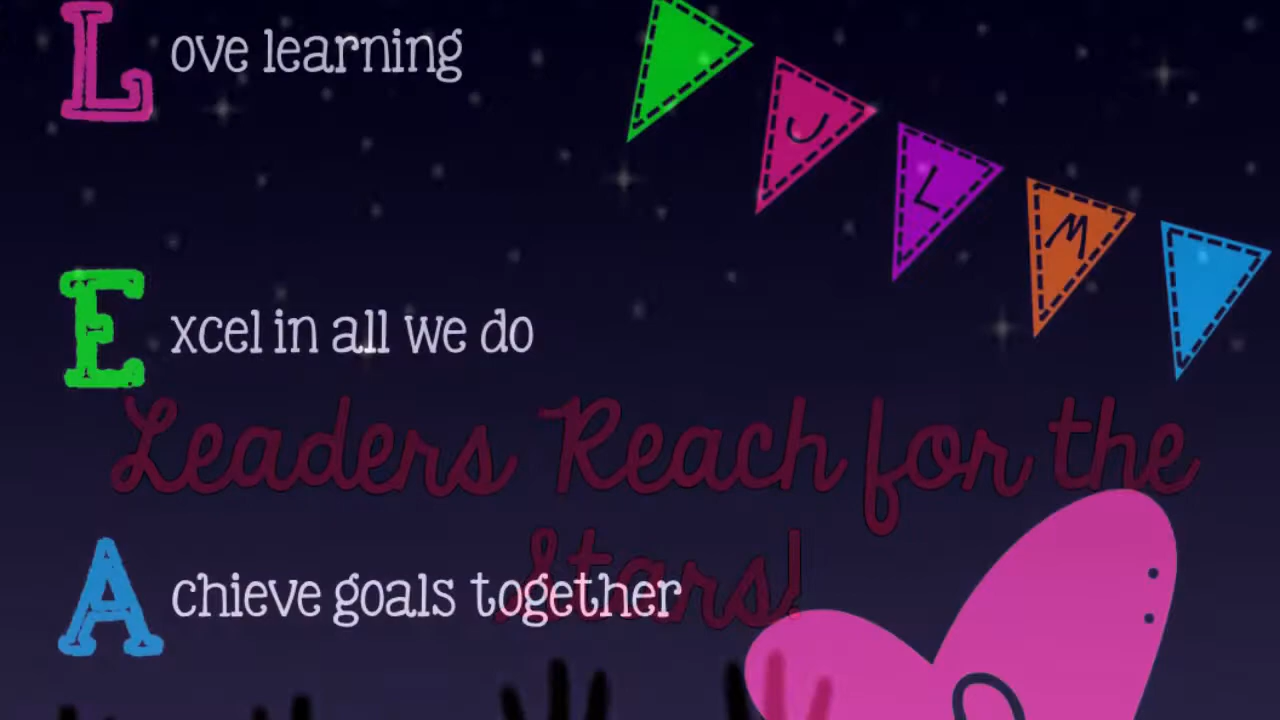 Love learning
U
L
M
Excel in all we do
Leaders Reach for the
Stars!
Achieve goals together